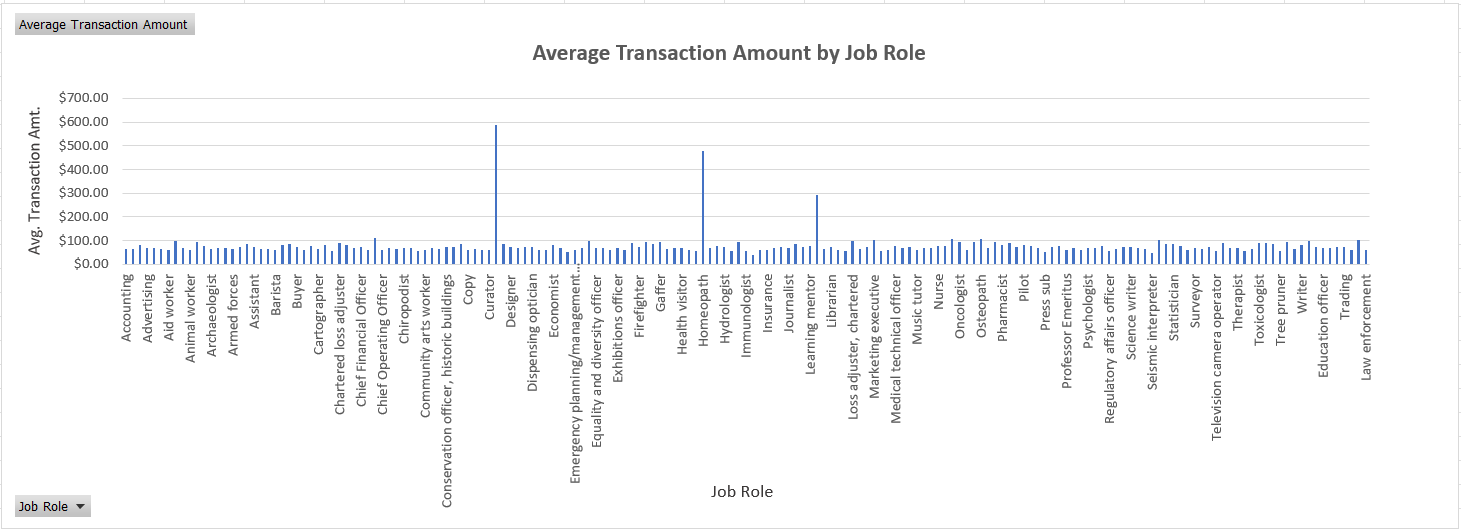 Average Transaction Amount
Average Transaction Amount by Job Role
Avg. Transaction Amt.
$700.00
$600.00
$500.00
$400.00
$300.00
$200.00
$100.00
$0.00
Accounting
Advertising
Aid worker
Animal worker
Archaeologist
Armed forces
Assistant
Barista
Buyer
Cartographer
Chartered loss adjuster
Chief Financial Officer
Chief Operating Officer
Chiropodist
Community arts worker
Conservation officer, historic buildings
Copy
Curator
Designer
Dispensing optician
Economist
Emergency planning/management…
Equality and diversity officer
Exhibitions officer
Firefighter
Gaffer
Health visitor
Homeopath
Hydrologist
Immunologist
Insurance
Journalist
Learning mentor
Librarian
Loss adjuster, chartered
Marketing executive
Medical technical officer
Music tutor
Nurse
Oncologist
Osteopath
Pharmacist
Pilot
Press sub
Professor Emeritus
Psychologist
Regulatory affairs officer
Science writer
Seismic interpreter
Statistician
Surveyor
Television camera operator
Therapist
Toxicologist
Tree pruner
Writer
Education officer
Trading
Law enforcement
Job Role
Job Role